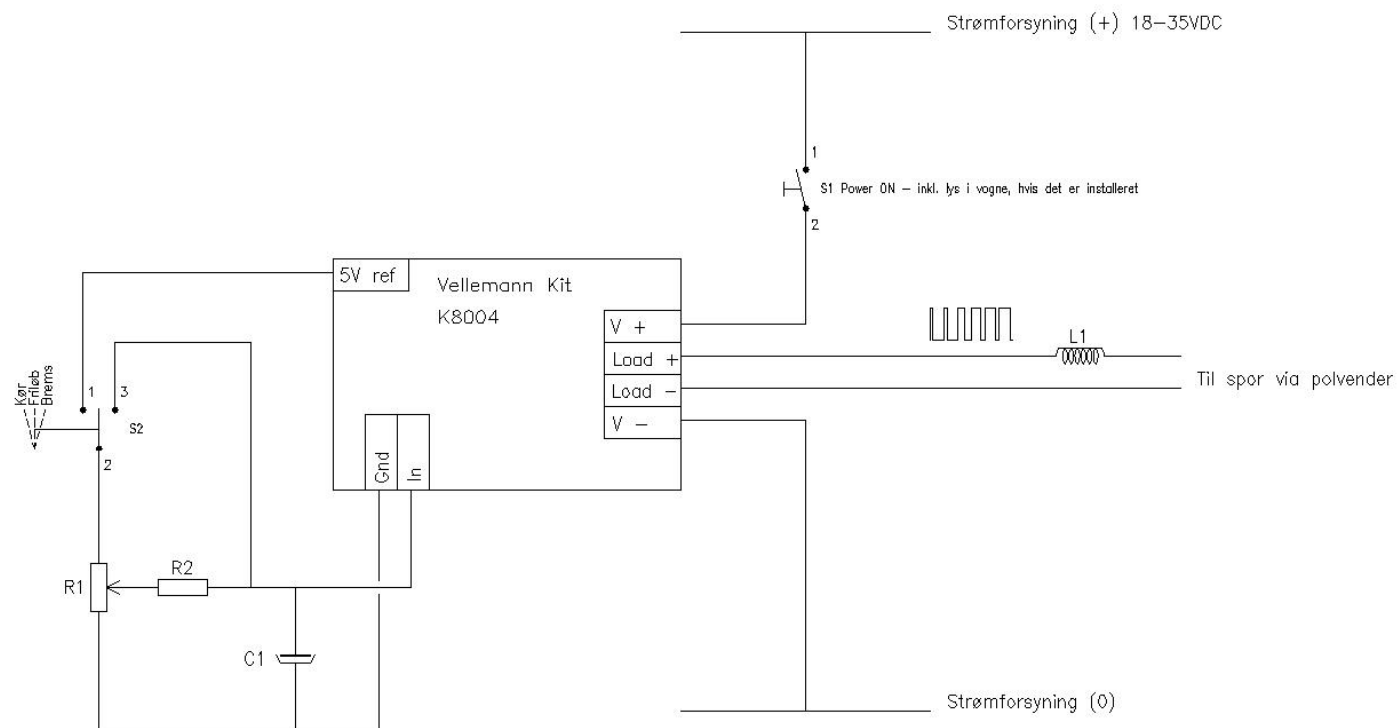 Strømforsyning (+) 18-35VDC
1
S1 Power ON - inkl. lys i vogne, hvis det er installeret
2
5V ref
Vellemann Kit
K8004
V +
Load +
Load -
V -
L1
Til spor via polvender
Kør
Friløb
Brems
1
3
S2
2
Gnd
In
R1
R2
C1
Strømforsyning (0)